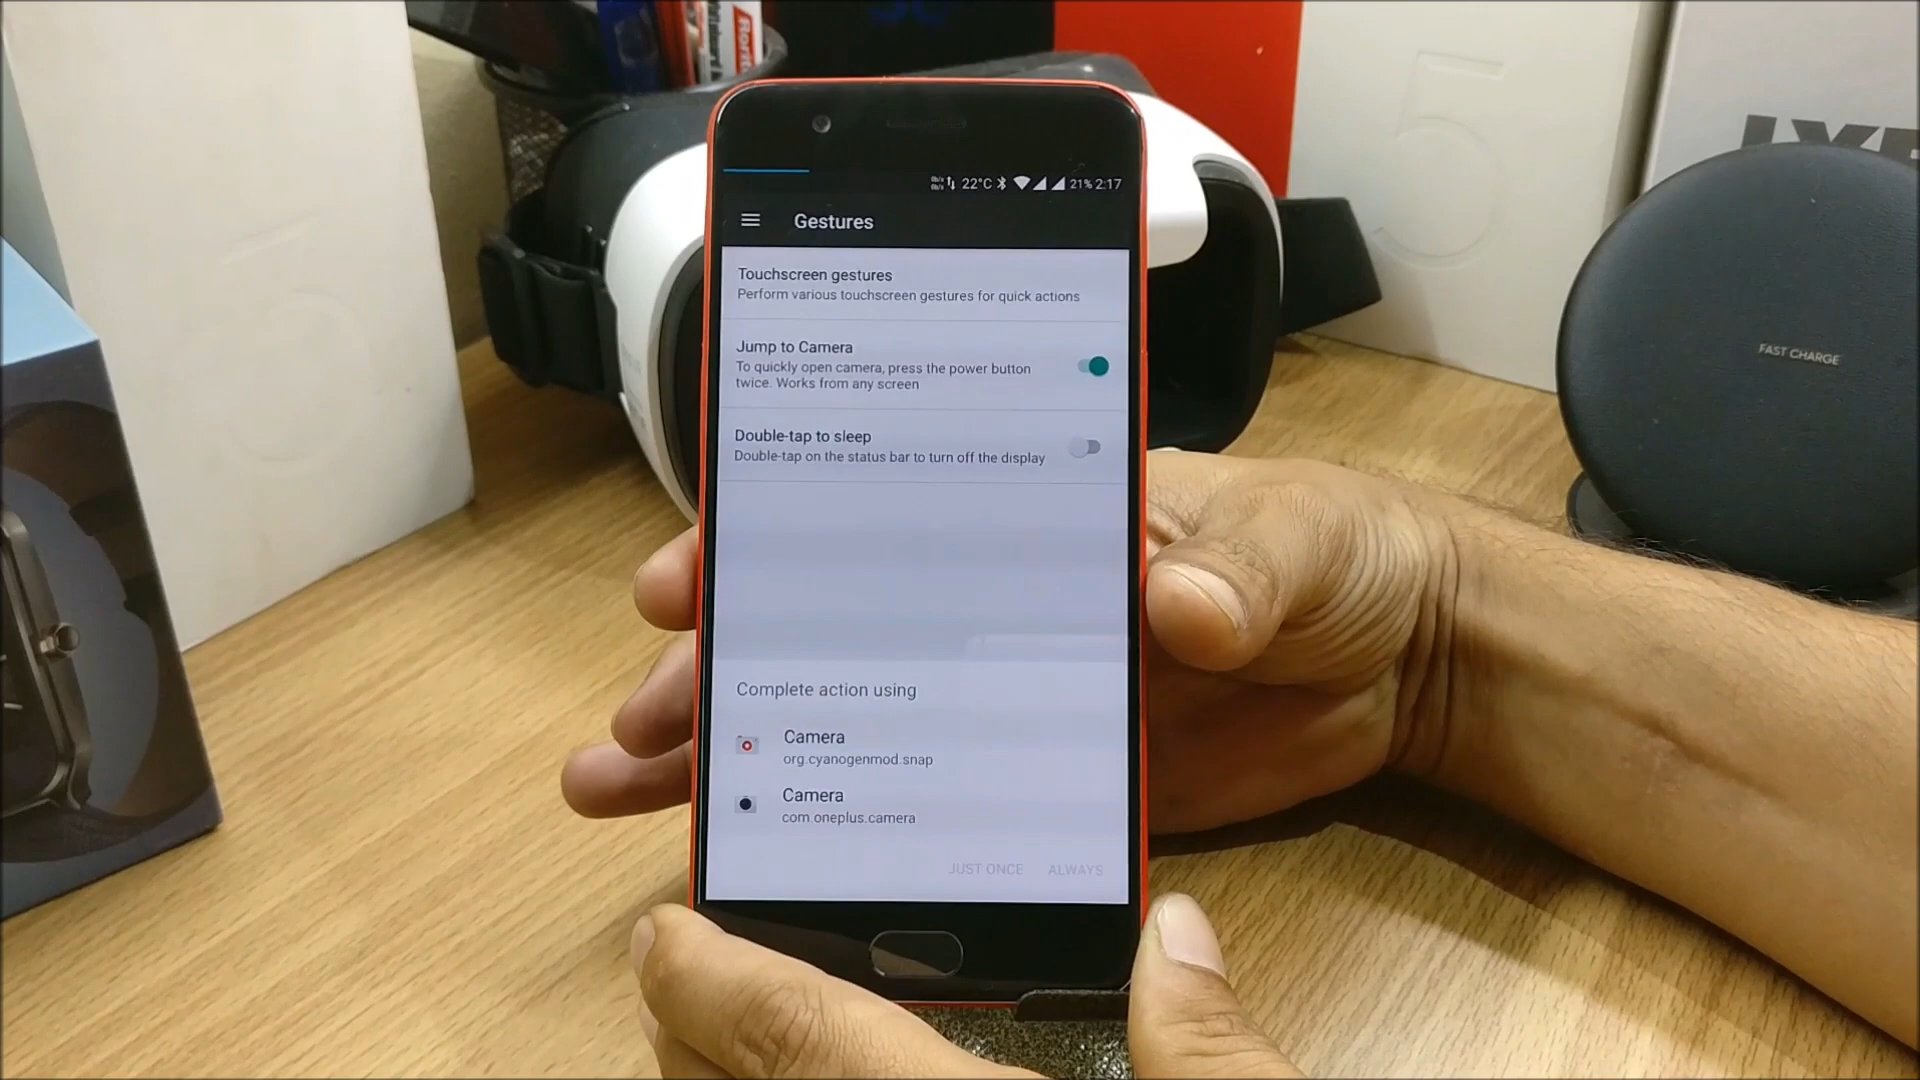 22°C
21% 2:17
Gestures
Touchscreen gestures
Perform various touchscreen gestures for quick actions
Jump to Camera
To quickly open camera, press the power button
twice. Works from any screen
Double-tap to sleep
Double-tap on the status bar to turn off the display
Complete action using
Camera
org.cyanogenmod.snap
Camera
com.oneplus.camera
JUST ONCE ALWAYS
FAST CHARGE
5